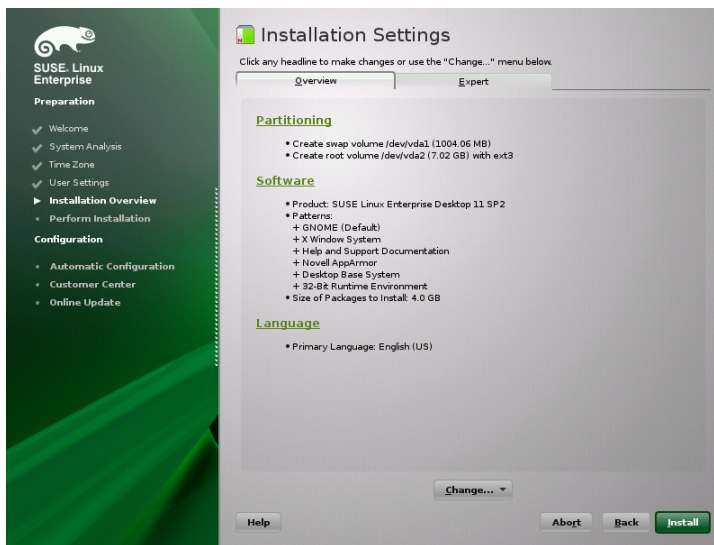 SUSE. Linux
Enterprise
Preparation
Welcome
System Analysis
Time Zone
User Settings
Installation Overview
Perform Installation
Configuration
Automatic Configuration
Customer Center
Online Update
Installation Settings
Click any headline to make changes or use the "Change..." menu below.
Overview
Expert
Partitioning
• Create swap volume /dev/vda1 (1004.06 MB)
• Create root volume /dev/vda2 (7.02 GB) with ext3
Software
• Product: SUSE Linux Enterprise Desktop 11 SP2
• Patterns:
+ GNOME (Default)
+ X Window System
+ Help and Support Documentation
+ Novell AppArmor
+ Desktop Base System
+ 32-Bit Runtime Environment
• Size of Packages to Install: 4.0 GB
Language
• Primary Language: English (US)
Change...
Help
Abort
Back
Install